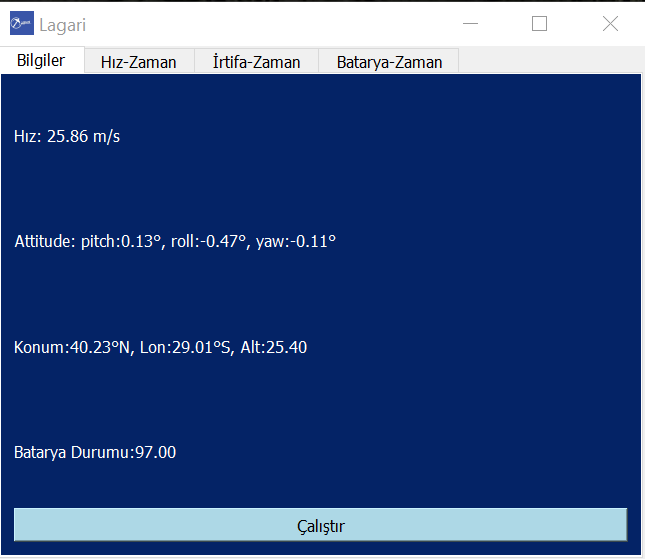 Lagari
Bilgiler Hız-Zaman İrtifa-Zaman Batarya-Zaman
Hız: 25.86 m/s
Attitude: pitch:0.13°, roll:-0.47°, yaw:-0.11°
Konum:40.23°N, Lon:29.01°S, Alt:25.40
Batarya Durumu:97.00
Çalıştır